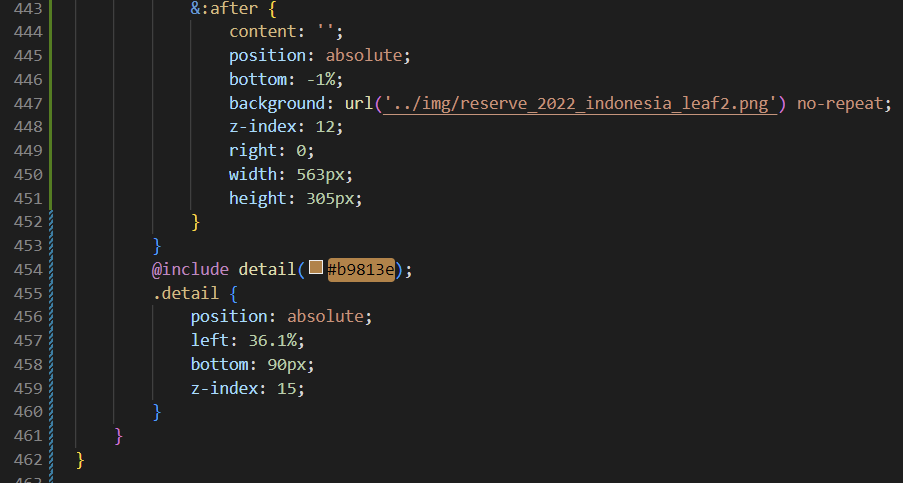 443 &:after {
444 content: '';
445 position: absolute;
446 bottom: -1%;
447 background: url('../img/reserve_2022_indonesia_leaf2.png') no-repeat;
448 z-index: 12;
449 right: 0;
450 width: 563px;
451 height: 305px;
452 }
453 }
454 @include detail(#b9813e);
455 .detail {
456 position: absolute;
457 left: 36.1%;
458 bottom: 90px;
459 z-index: 15;
460 }
461 }
462 }